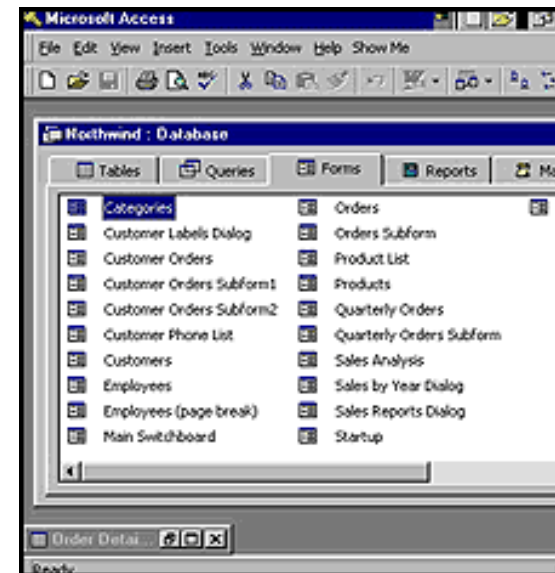 Microsoft Access
File Edit View Insert Tools Window Help Show Me
Northwind : Database
Tables Queries Forms Reports
Categories
Customer Labels Dialog
Customer Orders
Customer Orders Subform1
Customer Orders Subform2
Customer Phone List
Customers
Employees
Employees (page break)
Main Switchboard
Orders
Orders Subform
Product List
Products
Quarterly Orders
Quarterly Orders Subform
Sales Analysis
Sales by Year Dialog
Sales Reports Dialog
Startup
Order Detai...
Ready